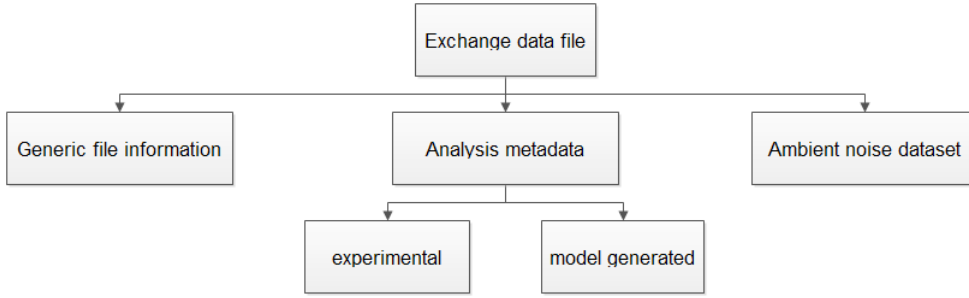 Exchange data file
Generic file information
Analysis metadata
Ambient noise dataset
experimental
model generated